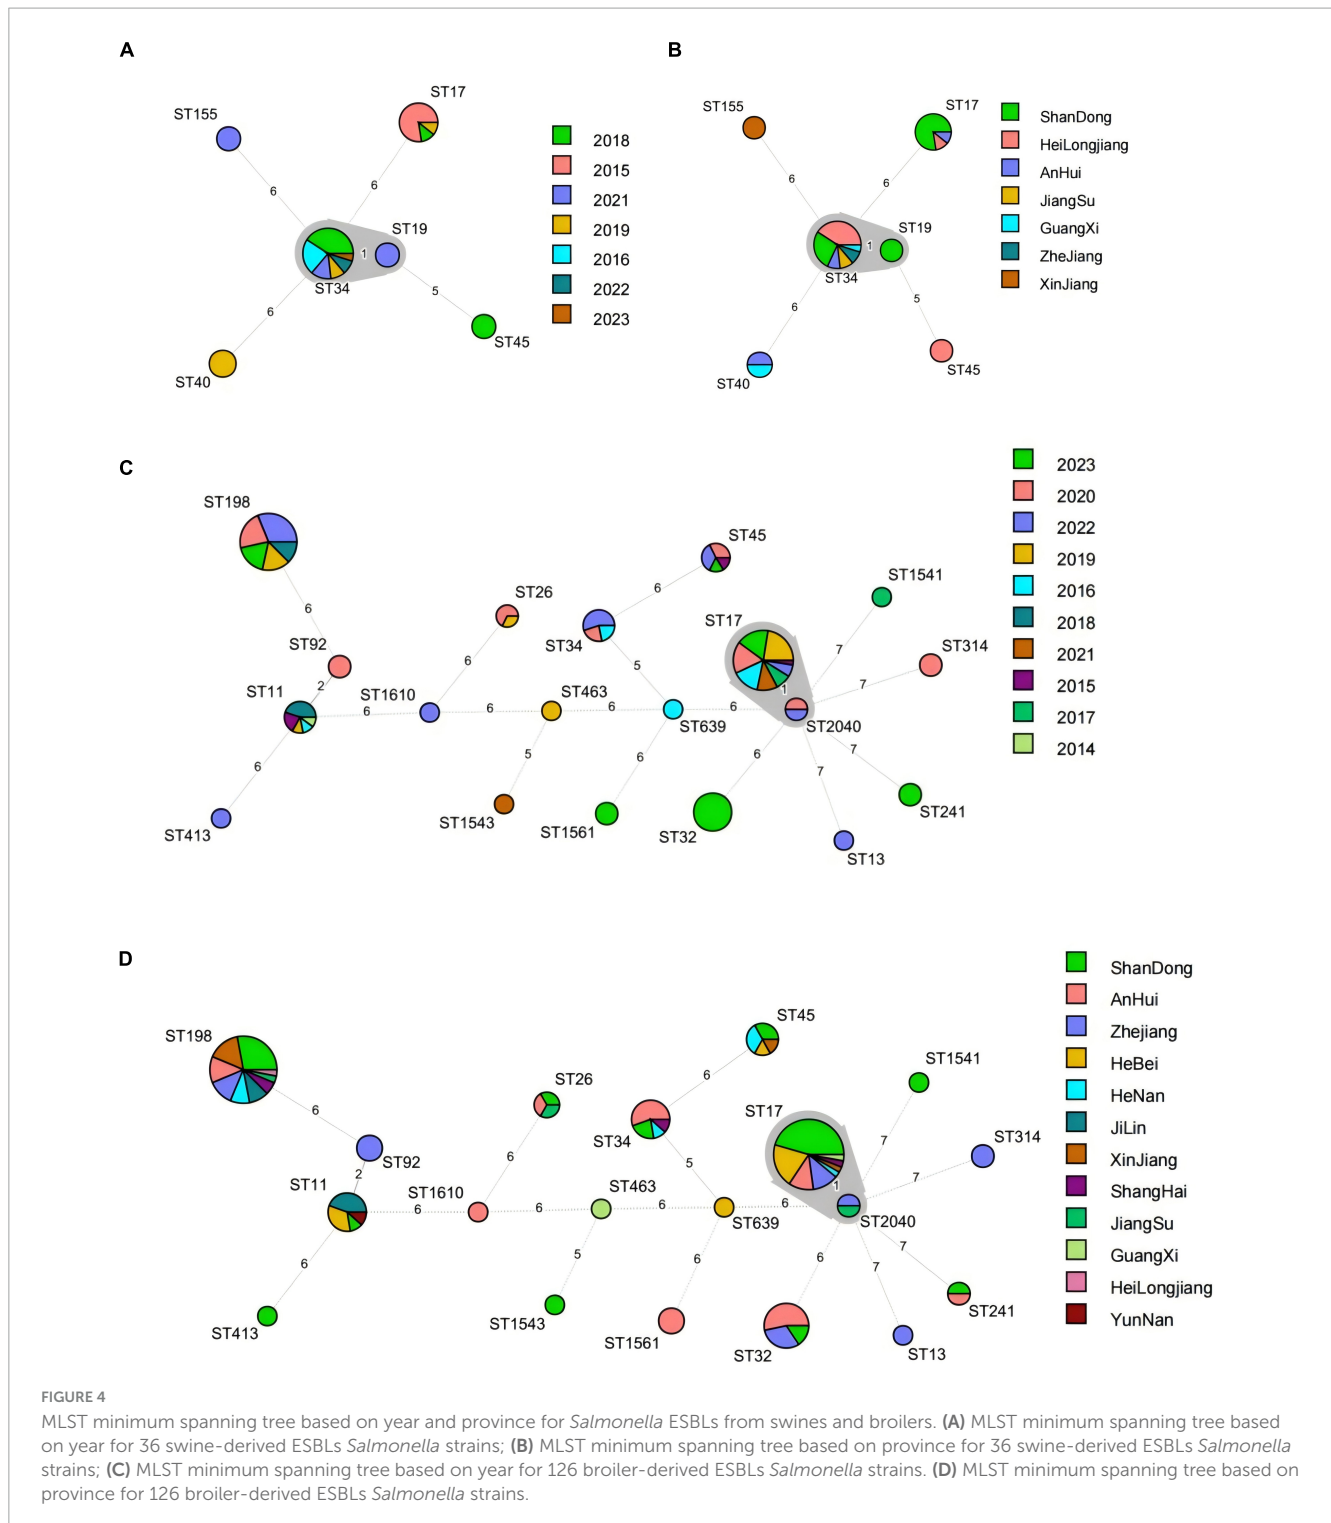 A
B
ST17
ST155
6
6
ST19
1
ST34
5
6
ST45
ST40
2018
2015
2021
2019
2016
2022
2023
ST155
ST17
6
6
ST19
1
ST34
6
5
ST40
ST45
ShanDong
HeiLongjiang
AnHui
JiangSu
GuangXi
ZheJiang
XinJiang
C
ST198
ST45
6
ST26
ST1541
6
ST34
ST17
7
ST92
6
5
ST314
2
7
ST11
ST1610
ST463
1
6
6
6
6
ST639
ST2040
6
5
6
6
7
7
ST413
ST1543
ST1561
ST32
ST241
ST13
2023
2020
2022
2019
2016
2018
2021
2015
2017
2014
D
ST198
ST45
ST1541
6
ST26
6
ST17
ST34
7
ST314
ST92
6
5
7
2
ST11
ST1610
ST463
1
6
6
6
6
ST639
ST2040
6
5
6
6
7
7
ST413
ST1543
ST1561
ST32
ST241
ST13
ShanDong
AnHui
Zhejiang
HeBei
HeNan
JiLin
XinJiang
ShangHai
JiangSu
GuangXi
HeiLongjiang
YunNan
FIGURE 4
MLST minimum spanning tree based on year and province for Salmonella ESBLs from swines and broilers. (A) MLST minimum spanning tree based
on year for 36 swine-derived ESBLs Salmonella strains; (B) MLST minimum spanning tree based on province for 36 swine-derived ESBLs Salmonella
strains; (C) MLST minimum spanning tree based on year for 126 broiler-derived ESBLs Salmonella strains. (D) MLST minimum spanning tree based on
province for 126 broiler-derived ESBLs Salmonella strains.